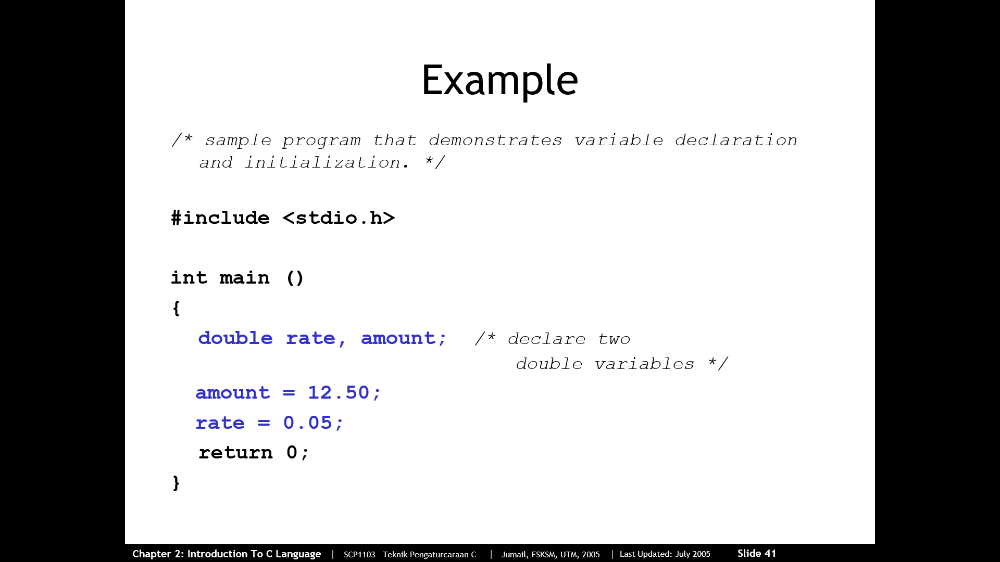 Example
/* sample program that demonstrates variable declaration
and initialization. */
#include <stdio.h>
int main ()
{
double rate, amount; /* declare two
double variables */
amount = 12.50;
rate = 0.05;
return 0;
}
Chapter 2: Introduction To C Language | SCP1103 Teknik Pengaturcaraan C | Jumail, FSKSM, UTM, 2005 | Last Updated: July 2005 Slide 41